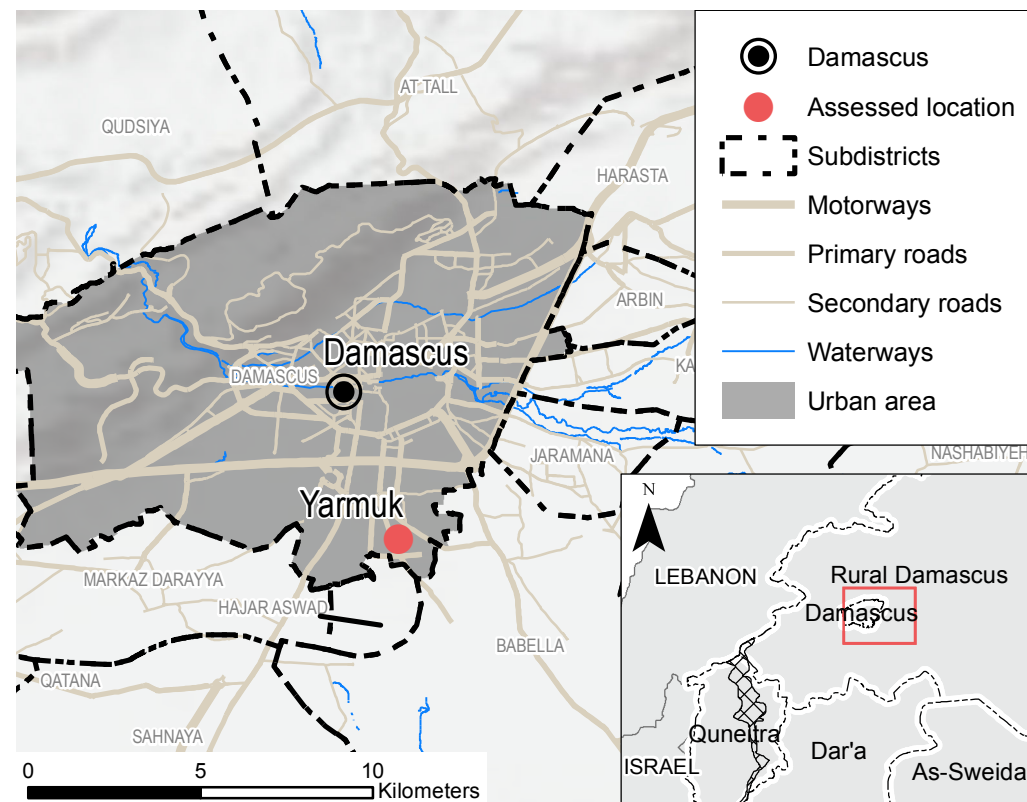 AT TALL
QUDSIYA
HARASTA
ARBIN
Damascus
DAMASCUS
KA
JARAMANA
NASHABIYEH
Yarmuk
MARKAZ DARAYYA
HAJAR ASWAD
BABELLA
QATANA
SAHNAYA
0
5
10
Kilometers
Damascus
Assessed location
Subdistricts
Motorways
Primary roads
Secondary roads
Waterways
Urban area
N
LEBANON
Rural Damascus
Damascus
Quneitra
ISRAEL
Dar'a
As-Sweida